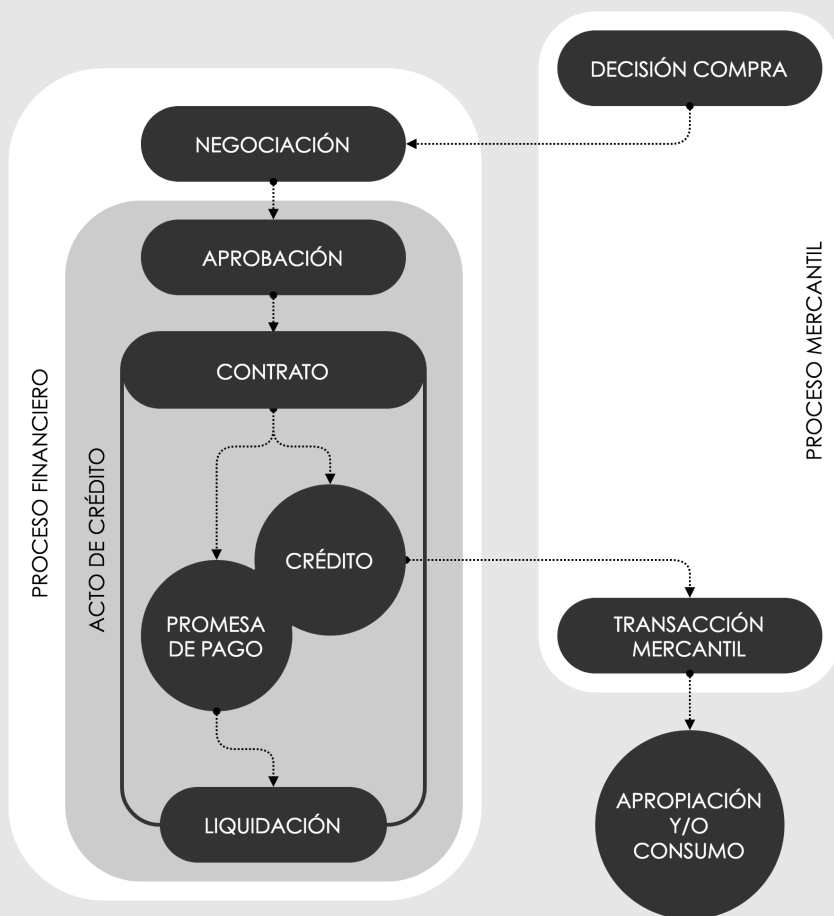 DECISIÓN COMPRA
NEGOCIACIÓN
APROBACIÓN
CONTRATO
CRÉDITO
PROMESA
DE PAGO
LIQUIDACIÓN
TRANSACCIÓN
MERCANTIL
APROPIACIÓN
Y/O
CONSUMO
PROCESO FINANCIERO
ACTO DE CRÉDITO
PROCESO MERCANTIL